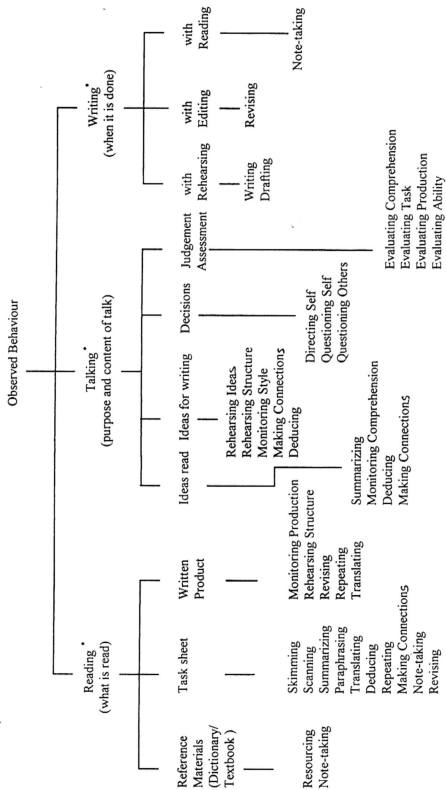 Observed Behaviour
Reading*
(what is read)
Talking*
(purpose and content of talk)
Writing*
(when it is done)
Reference
Materials
(Dictionary/
Textbook )
Task sheet
Written
Product
Ideas read
Ideas for writing
Decisions
Judgement
Assessment
with
Rehearsing
with
Editing
with
Reading
Resourcing
Note-taking
Skimming
Scanning
Summarizing
Paraphrasing
Translating
Deducing
Repeating
Making Connections
Note-taking
Revising
Monitoring Production
Rehearsing Structure
Revising
Repeating
Translating
Summarizing
Monitoring Comprehension
Deducing
Making Connections
Rehearsing Ideas
Rehearsing Structure
Monitoring Style
Making Connections
Deducing
Directing Self
Questioning Self
Questioning Others
Evaluating Comprehension
Evaluating Task
Evaluating Production
Evaluating Ability
Writing
Drafting
Revising
Note-taking